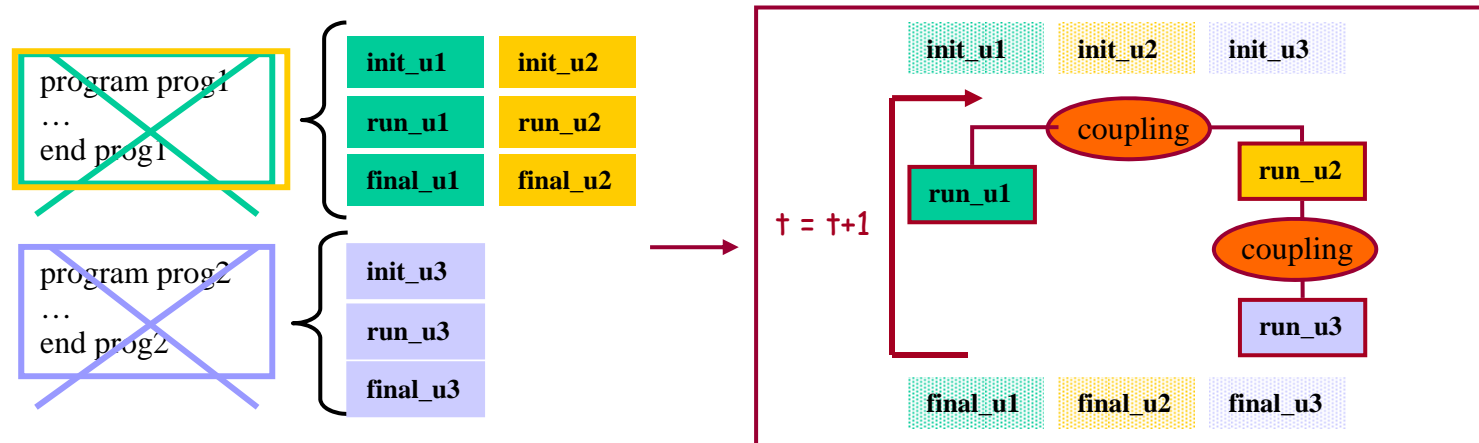 program prog1
…
end prog1
init_u1 init_u2
run_u1 run_u2
final_u1 final_u2
program prog2
…
end prog2
init_u3
run_u3
final_u3
init_u1 init_u2 init_u3
coupling
run_u1
run_u2
t = t+1
coupling
run_u3
final_u1 final_u2 final_u3